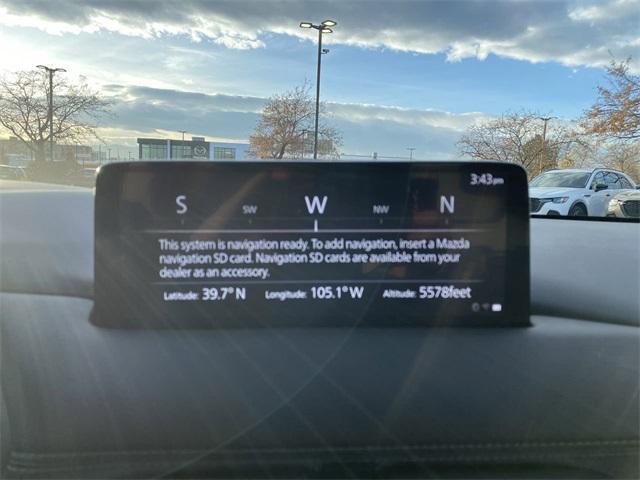 3:43pm
S SW W NW N
This system is navigation ready. To add navigation, insert a Mazda
navigation SD card. Navigation SD cards are available from your
dealer as an accessory.
Latitude: 39.7° N Longitude: 105.1° W Altitude: 5578feet